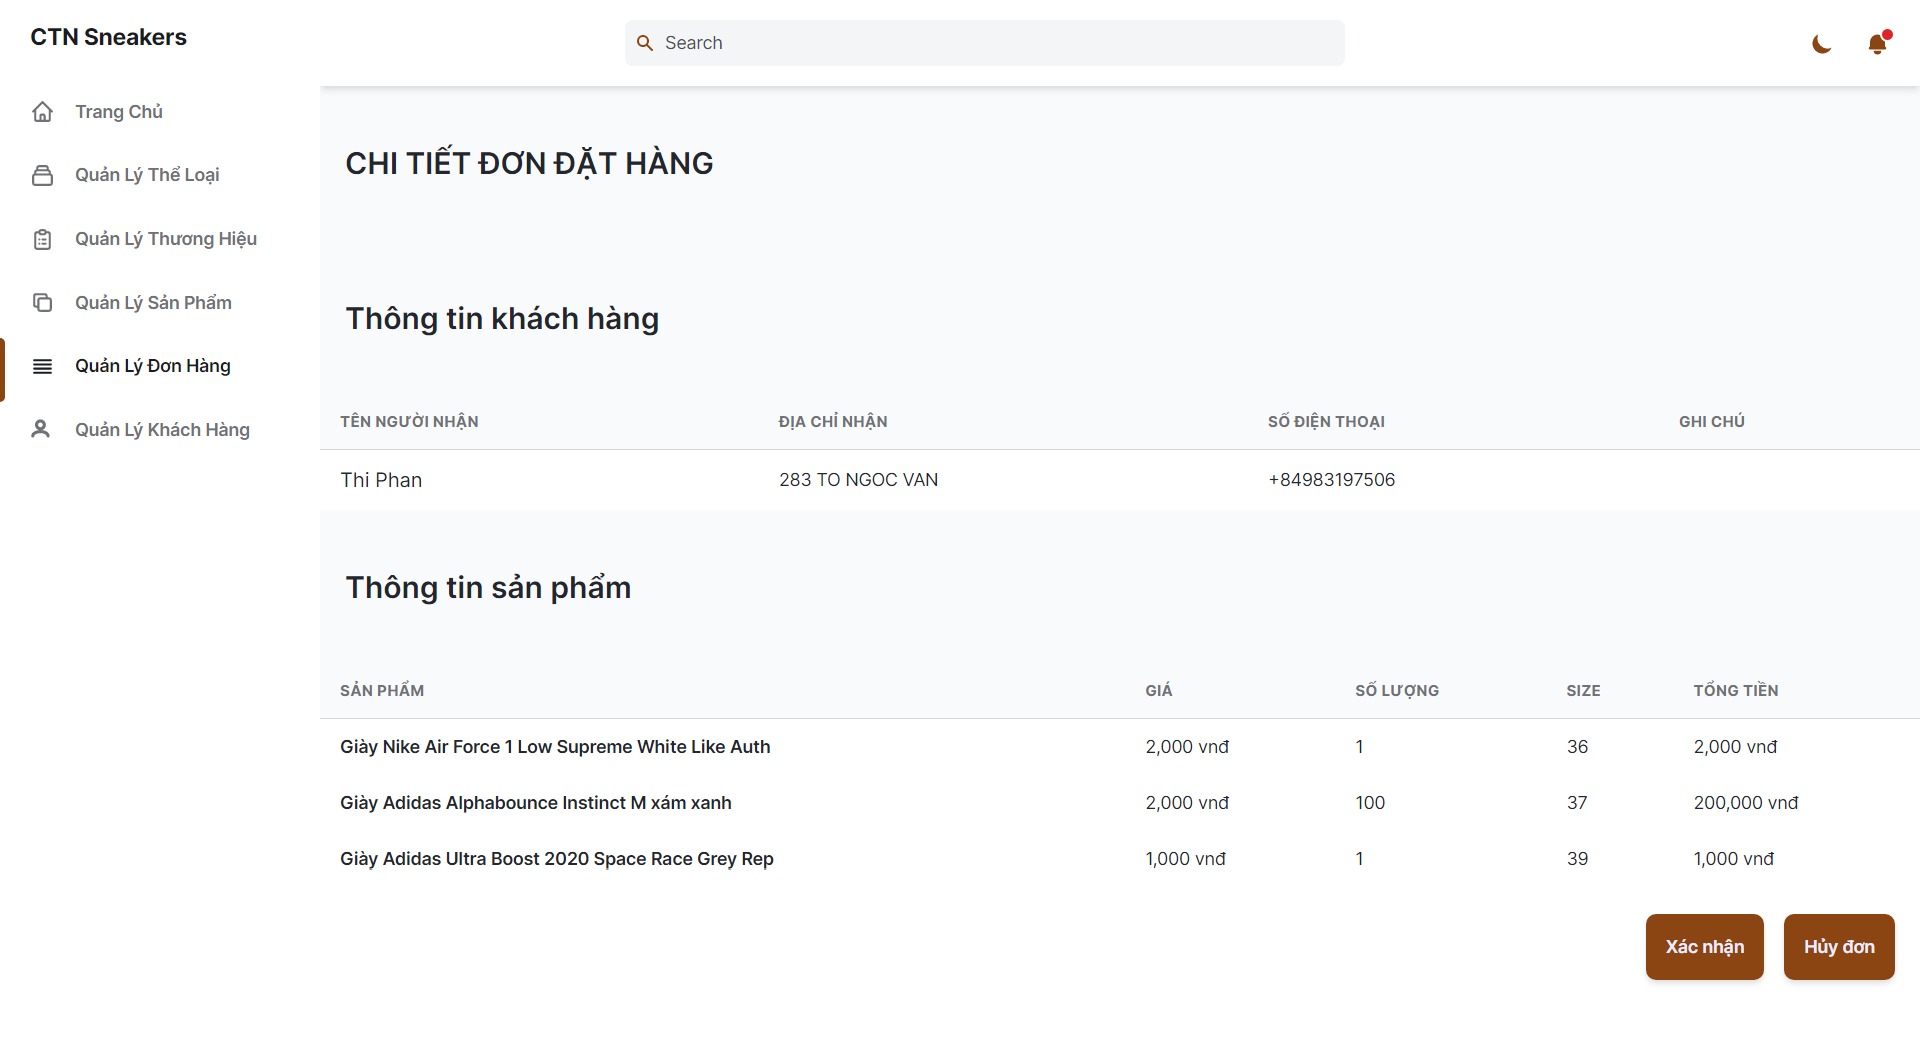 CTN Sneakers
Search
Trang Chủ
Quản Lý Thể Loại
Quản Lý Thương Hiệu
Quản Lý Sản Phẩm
Quản Lý Đơn Hàng
Quản Lý Khách Hàng
CHI TIẾT ĐƠN ĐẶT HÀNG
Thông tin khách hàng
TÊN NGƯỜI NHẬN ĐỊA CHỈ NHẬN SỐ ĐIỆN THOẠI GHI CHÚ
Thi Phan 283 TO NGOC VAN +84983197506
Thông tin sản phẩm
SẢN PHẨM GIÁ SỐ LƯỢNG SIZE TỔNG TIỀN
Giày Nike Air Force 1 Low Supreme White Like Auth 2,000 vnđ 1 36 2,000 vnđ
Giày Adidas Alphabounce Instinct M xám xanh 2,000 vnđ 100 37 200,000 vnđ
Giày Adidas Ultra Boost 2020 Space Race Grey Rep 1,000 vnđ 1 39 1,000 vnđ
Xác nhận Hủy đơn